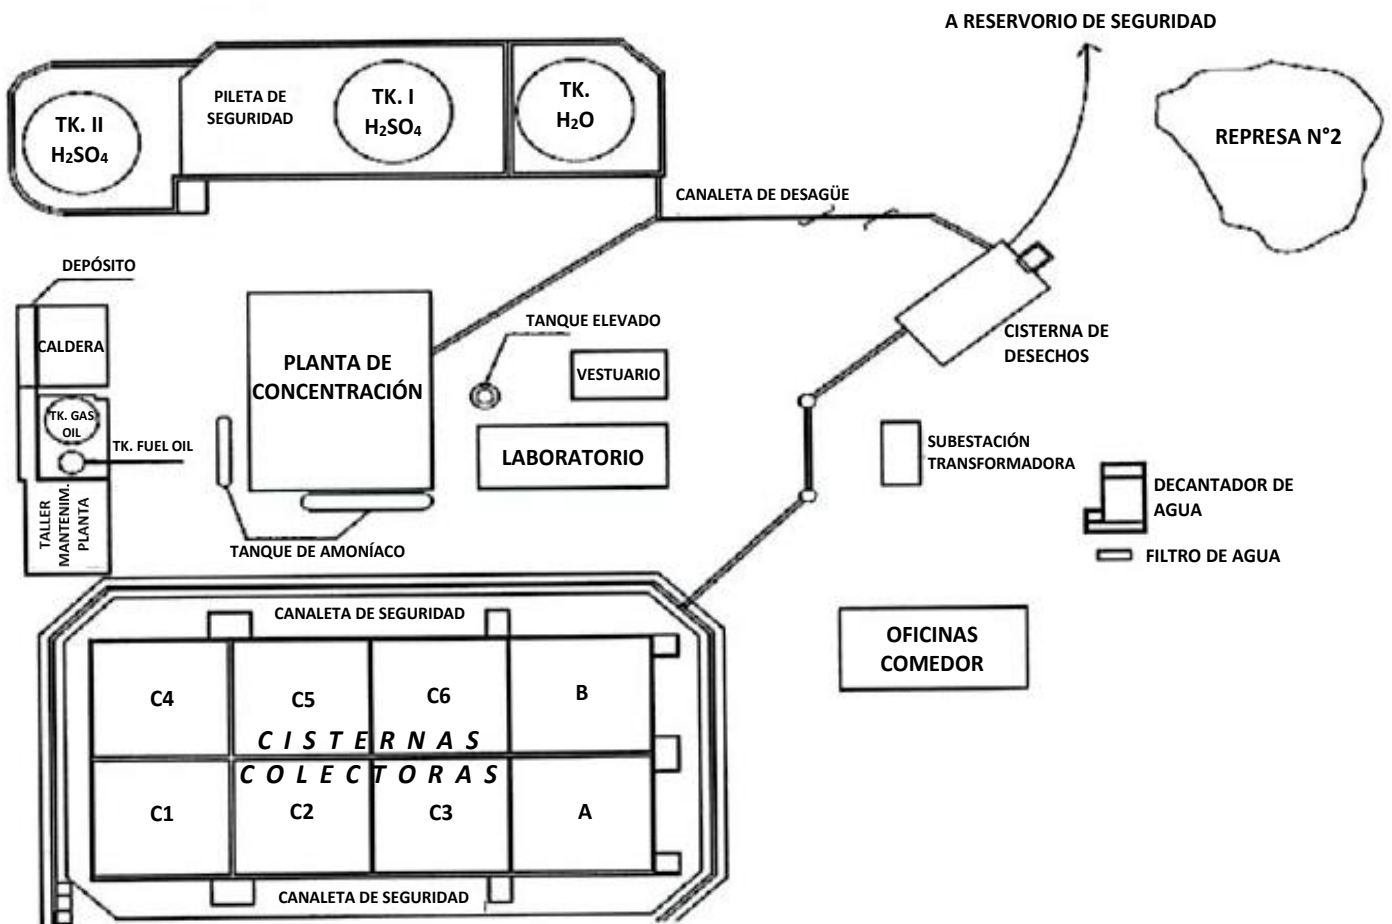 A RESERVORIO DE SEGURIDAD
TK. II
H₂SO₄
PILETA DE
SEGURIDAD
TK. I
H₂SO₄
TK.
H₂O
REPRESA N°2
CANALETA DE DESAGÜE
DEPÓSITO
CALDERA
TK. GAS
OIL
TK. FUEL OIL
TALLER
MANTENIM.
PLANTA
PLANTA DE
CONCENTRACIÓN
TANQUE ELEVADO
VESTUARIO
LABORATORIO
TANQUE DE AMONÍACO
CISTERNA DE
DESECHOS
SUBESTACIÓN
TRANSFORMADORA
DECANTADOR DE
AGUA
FILTRO DE AGUA
OFICINAS
COMEDOR
CANALETA DE SEGURIDAD
C4
C5
C6
B
CISTERNAS
COLECTORAS
C1
C2
C3
A
CANALETA DE SEGURIDAD